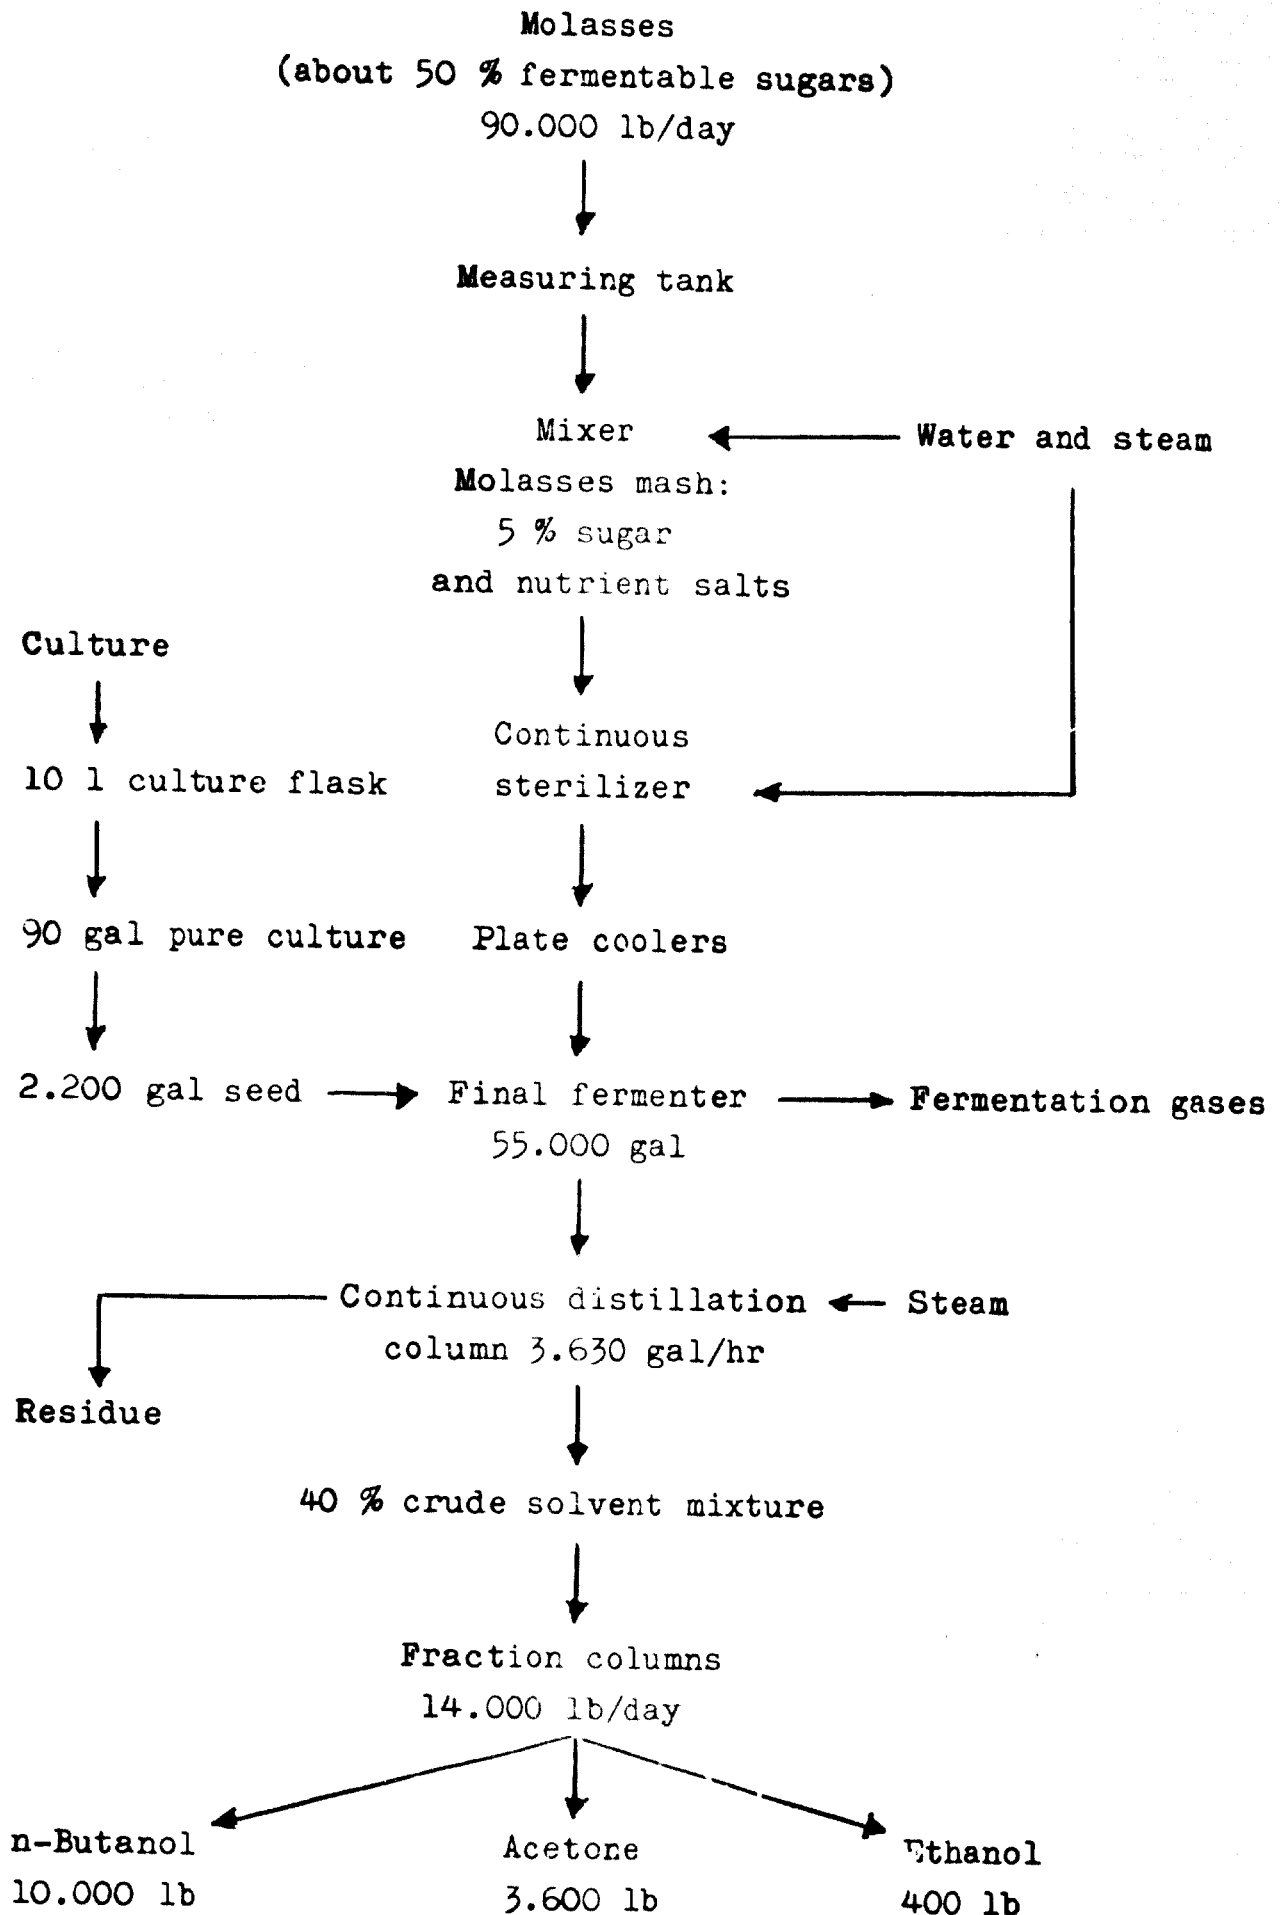 Molasses
(about 50 % fermentable sugars)
90.000 lb/day
Measuring tank
Mixer
Water and steam
Molasses mash:
5 % sugar
and nutrient salts
Culture
Continuous
sterilizer
10 l culture flask
90 gal pure culture
Plate coolers
2.200 gal seed
Final fermenter
55.000 gal
Fermentation gases
Continuous distillation
column 3.630 gal/hr
Steam
Residue
40 % crude solvent mixture
Fraction columns
14.000 lb/day
n-Butanol
10.000 lb
Acetone
3.600 lb
Ethanol
400 lb